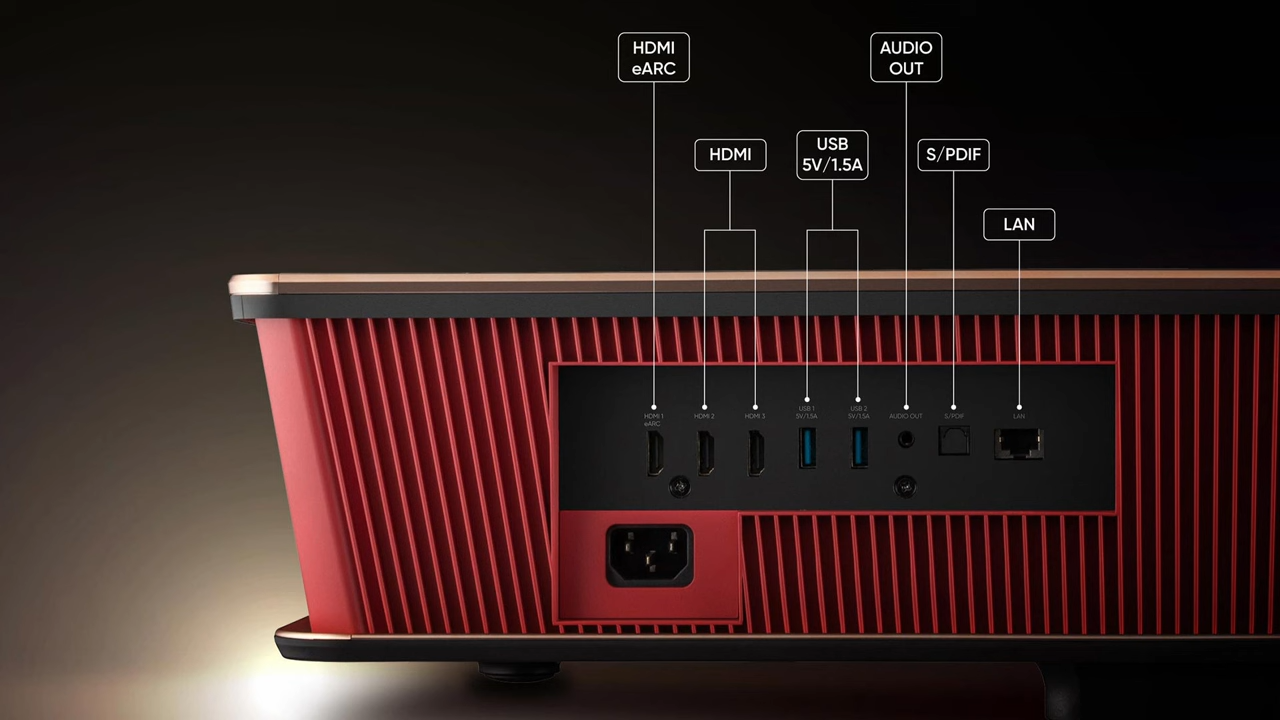 HDMI
eARC
AUDIO
OUT
HDMI
USB
5V/1.5A
S/PDIF
LAN
HDMI 1
eARC
HDMI 2
HDMI 3
USB 1
5V/1.5A
USB 2
5V/1.5A
AUDIO OUT
S/PDIF
LAN